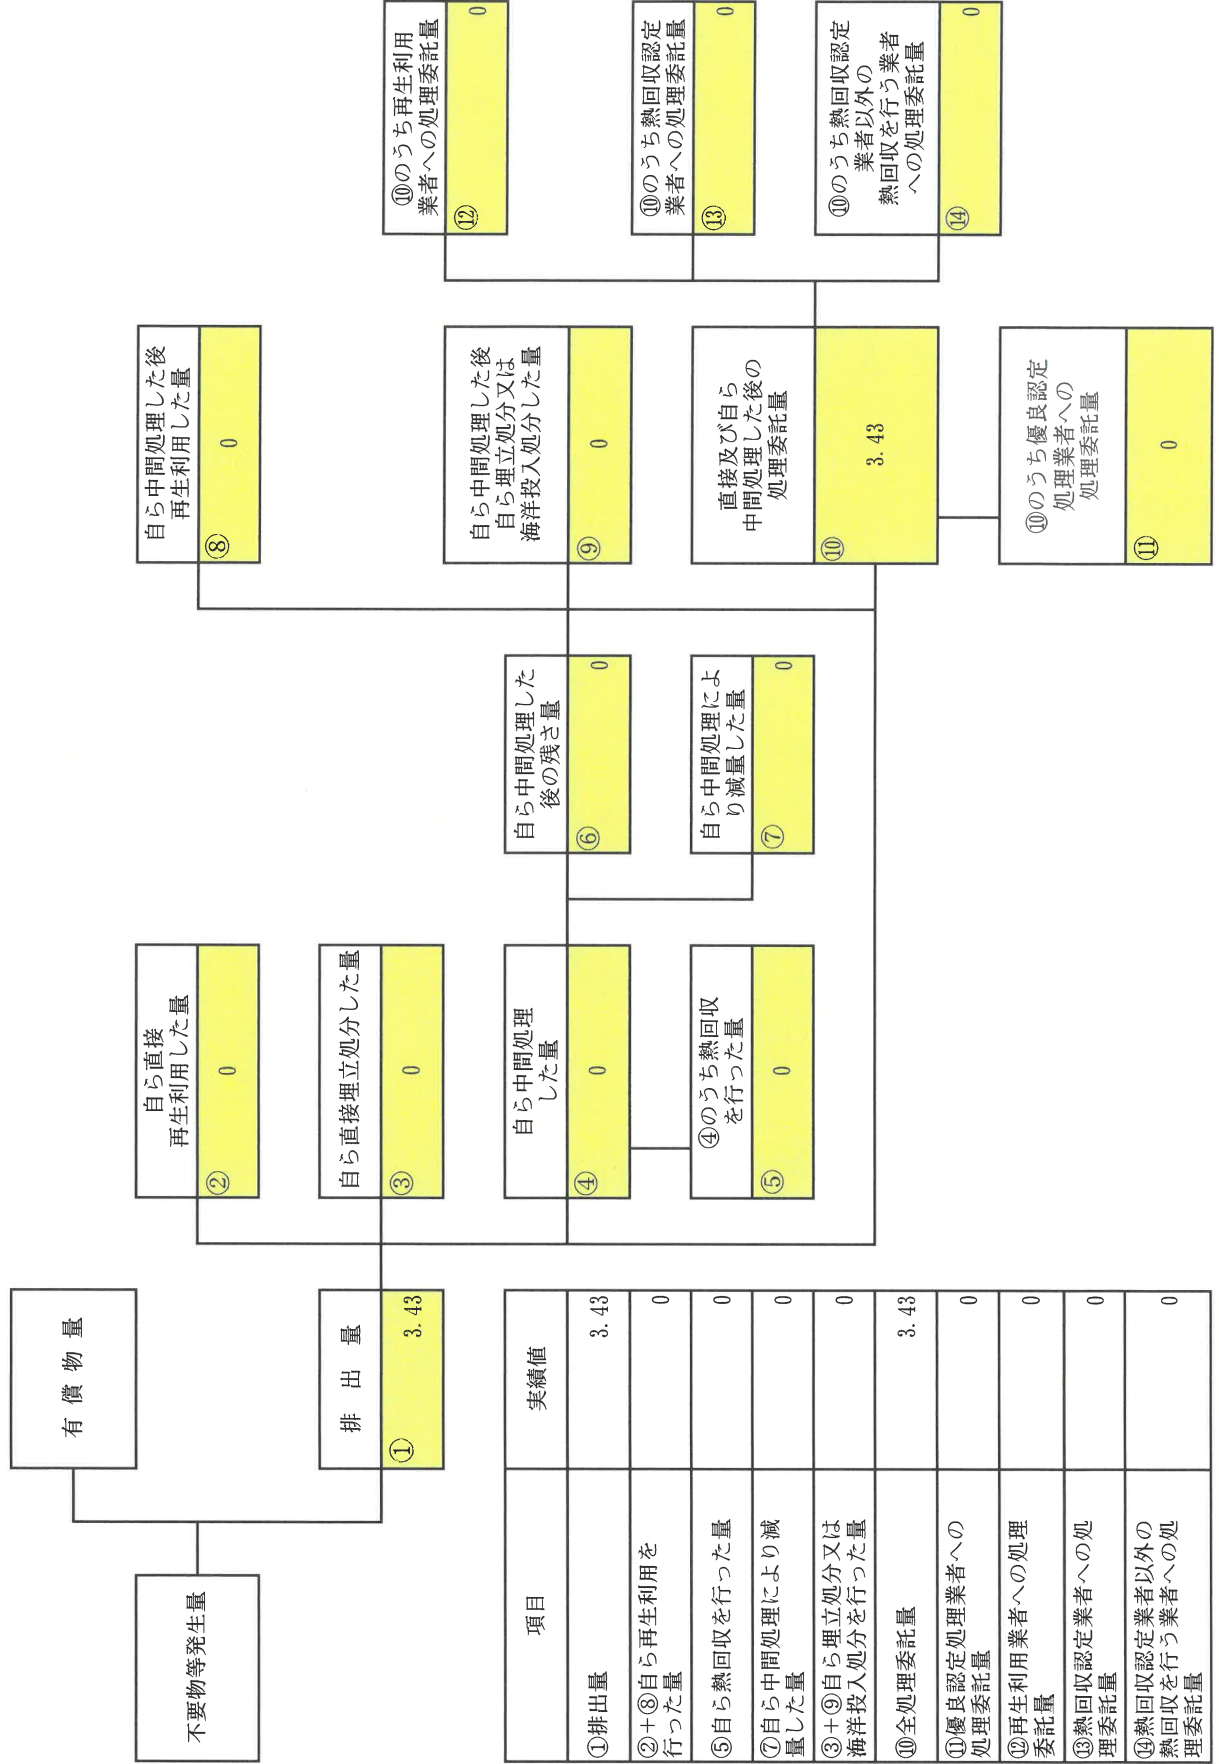 不要物等発生量
有 償 物 量
排 出 量
①
3.43
自ら直接
再生利用した量
②
0
自ら直接埋立処分した量
③
0
自ら中間処理
した量
④
0
④のうち熱回収
を行った量
⑤
0
自ら中間処理した
後の残さ量
⑥
0
自ら中間処理によ
り減量した量
⑦
0
自ら中間処理した後
再生利用した量
⑧
0
自ら中間処理した後
自ら埋立処分又は
海洋投入処分した量
⑨
0
直接及び自ら
中間処理した後の
処理委託量
⑩
3.43
⑩のうち優良認定
処理業者への
処理委託量
⑪
0
⑩のうち再生利用
業者への処理委託量
⑫
0
⑩のうち熱回収認定
業者への処理委託量
⑬
0
⑩のうち熱回収認定
業者以外の
熱回収を行う業者
への処理委託量
⑭
0
項目
実績値
①排出量
3.43
②+⑧自ら再生利用を
行った量
0
⑤自ら熱回収を行った量
0
⑦自ら中間処理により減
量した量
0
③+⑨自ら埋立処分又は
海洋投入処分を行った量
0
⑩全処理委託量
3.43
⑪優良認定処理業者への
処理委託量
0
⑫再生利用業者への処理
委託量
0
⑬熱回収認定業者への処
理委託量
0
⑭熱回収認定業者以外の
熱回収を行う業者への処
理委託量
0